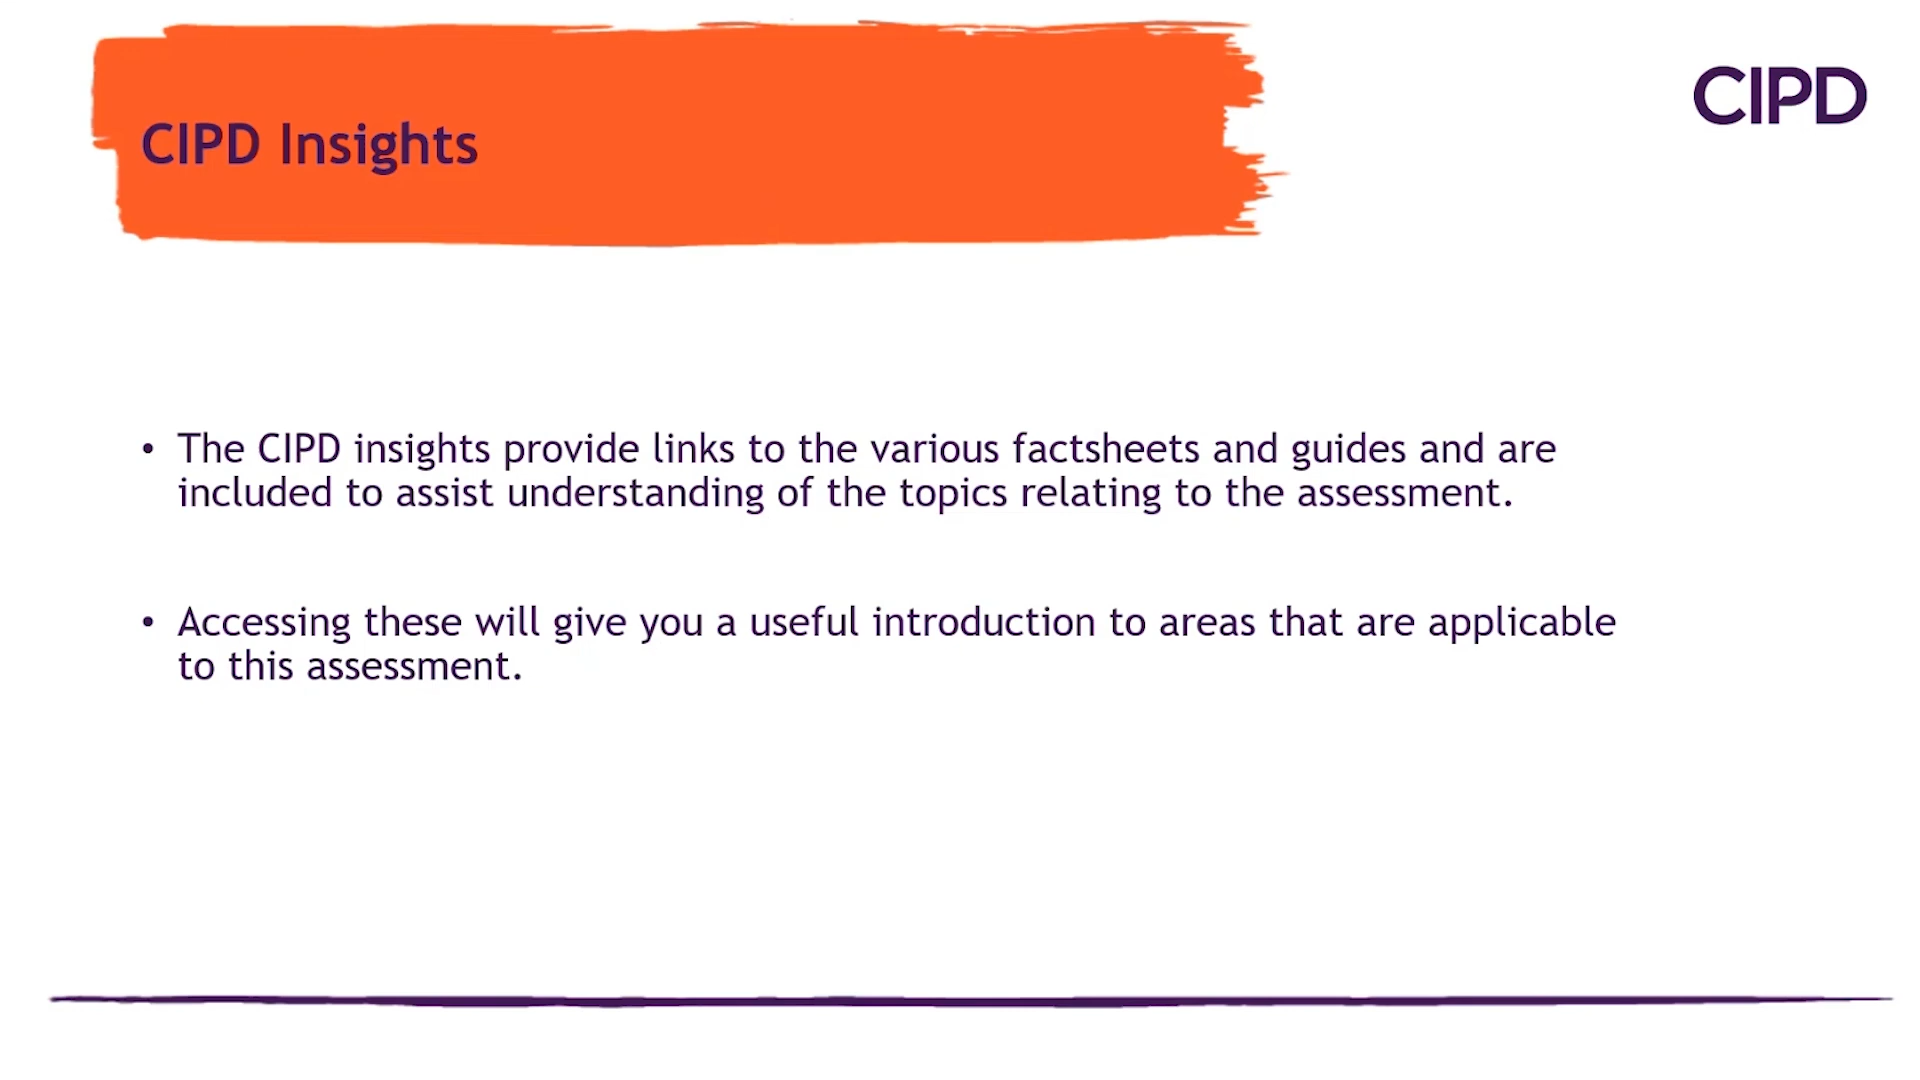 CIPD Insights
CIPD
• The CIPD insights provide links to the various factsheets and guides and are
included to assist understanding of the topics relating to the assessment.
• Accessing these will give you a useful introduction to areas that are applicable
to this assessment.